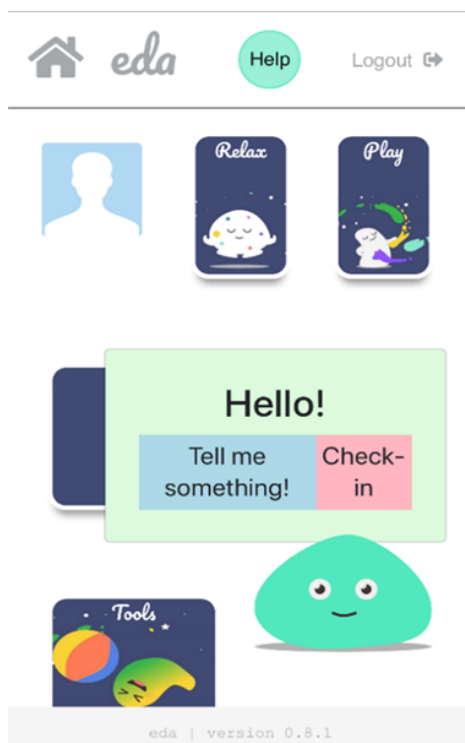 eda
Help
Logout
Relax
Play
Hello!
Tell me
something!
Check-
in
Tools
eda | version 0.8.1